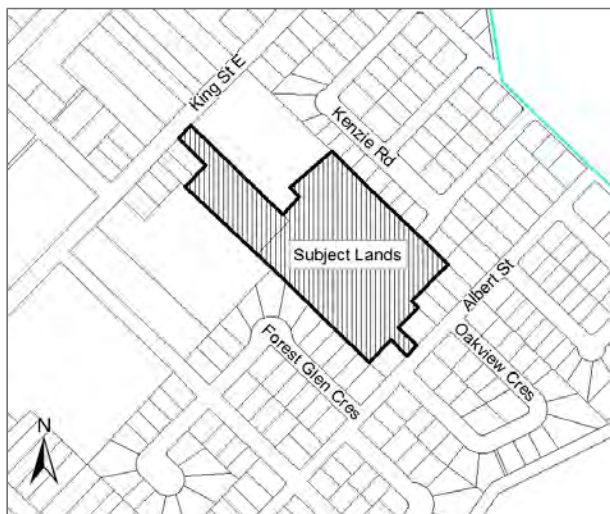 King St E
Kenzie Rd
Subject Lands
Albert St
Oakview Cres
Forest Glen Cres
N